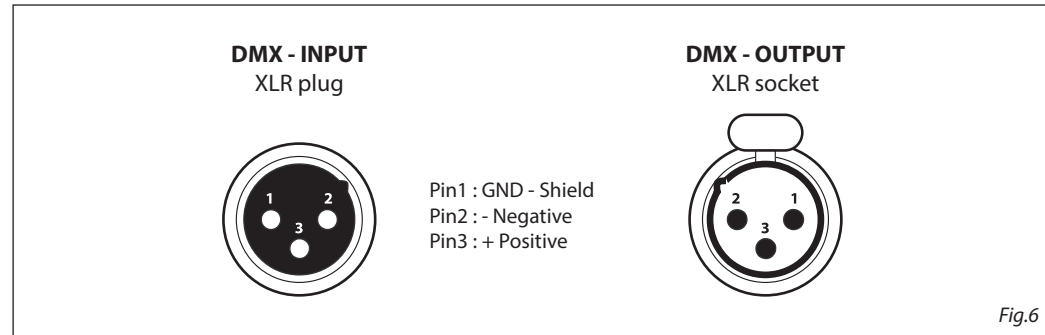 DMX - INPUT
XLR plug
DMX - OUTPUT
XLR socket
1
2
3
Pin1 : GND - Shield
Pin2 : - Negative
Pin3 : + Positive
2
1
3
Fig.6